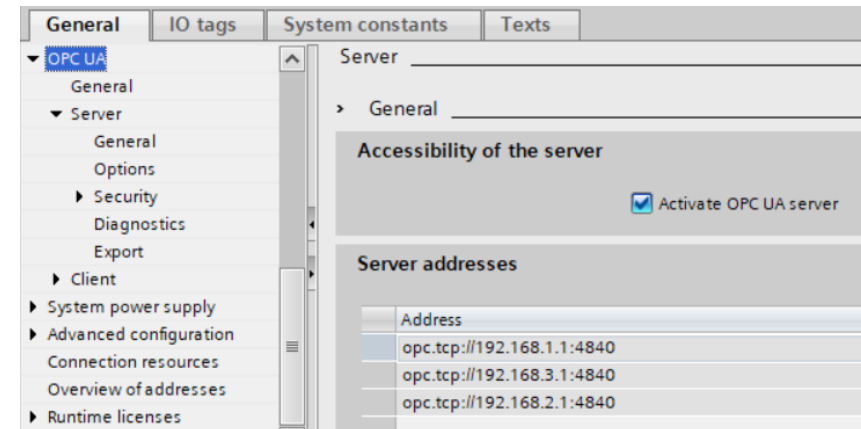 General IO tags System constants Texts
OPC UA
General
Server
General
Options
Security
Diagnostics
Export
Client
System power supply
Advanced configuration
Connection resources
Overview of addresses
Runtime licenses
Server
General
Accessibility of the server
Activate OPC UA server
Server addresses
Address
opc.tcp://192.168.1.1:4840
opc.tcp://192.168.3.1:4840
opc.tcp://192.168.2.1:4840